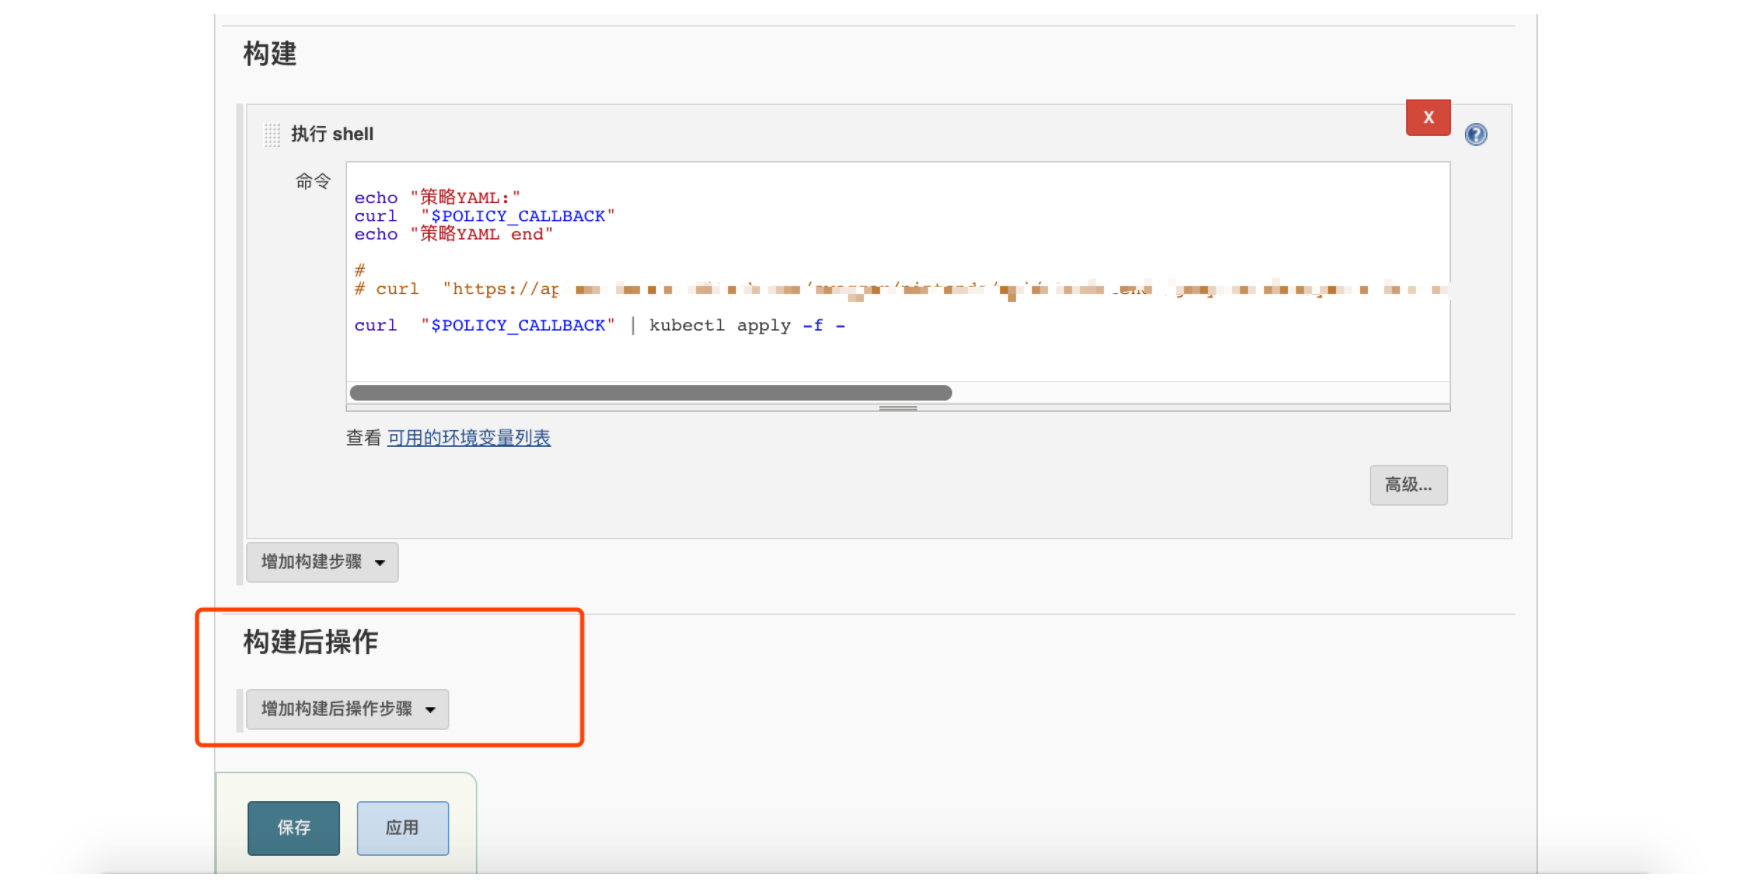 构建
执行 shell
X
?
命令
echo "策略YAML:"
curl "$POLICY_CALLBACK"
echo "策略YAML end"
#
# curl "https://ap
curl "$POLICY_CALLBACK" | kubectl apply -f -
查看 可用的环境变量列表
高级...
增加构建步骤
构建后操作
增加构建后操作步骤
保存 应用